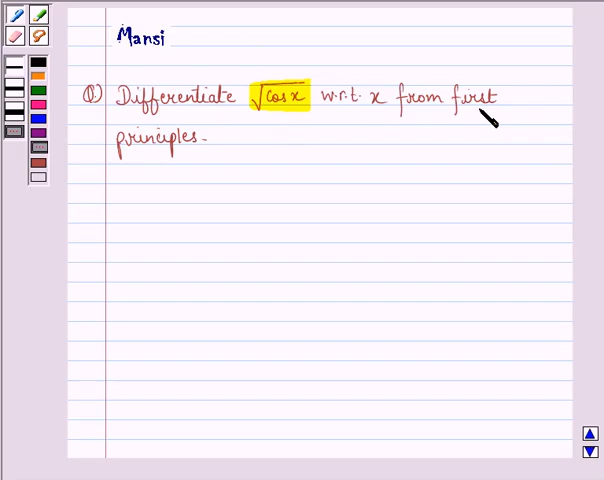 Mansi
Q.) Differentiate √cos x w.r.t. x from first
principles.